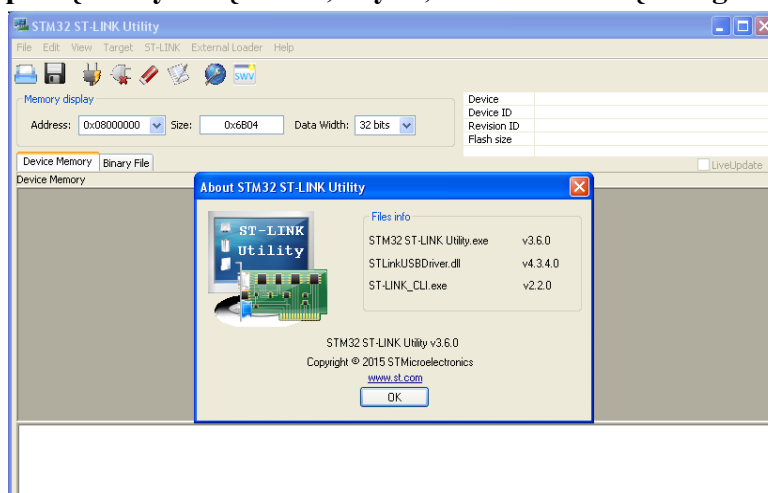 STM32 ST-LINK Utility
File Edit View Target ST-LINK External Loader Help
SWV
Memory display
Address: 0x08000000 Size: 0x6B04 Data Width: 32 bits
Device
Device ID
Revision ID
Flash size
LiveUpdate
Device Memory Binary File
Device Memory
About STM32 ST-LINK Utility
ST-LINK
Utility
Files info
STM32 ST-LINK Utility.exe v3.6.0
STLinkUSBDriver.dll v4.3.4.0
ST-LINK_CLI.exe v2.2.0
STM32 ST-LINK Utility v3.6.0
Copyright © 2015 STMicroelectronics
www.st.com
OK